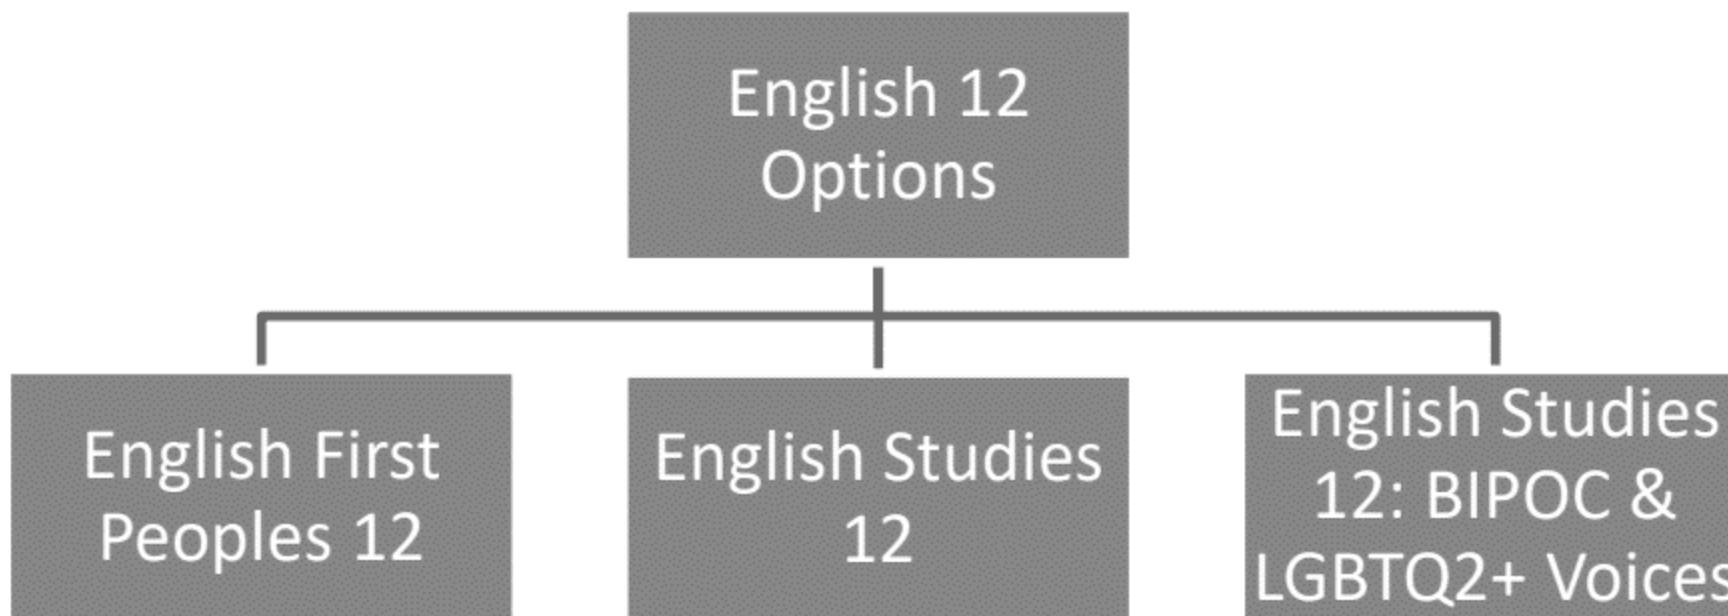 English 12
Options
English First
Peoples 12
English Studies
12
English Studies
12: BIPOC &
LGBTQ2+ Voices